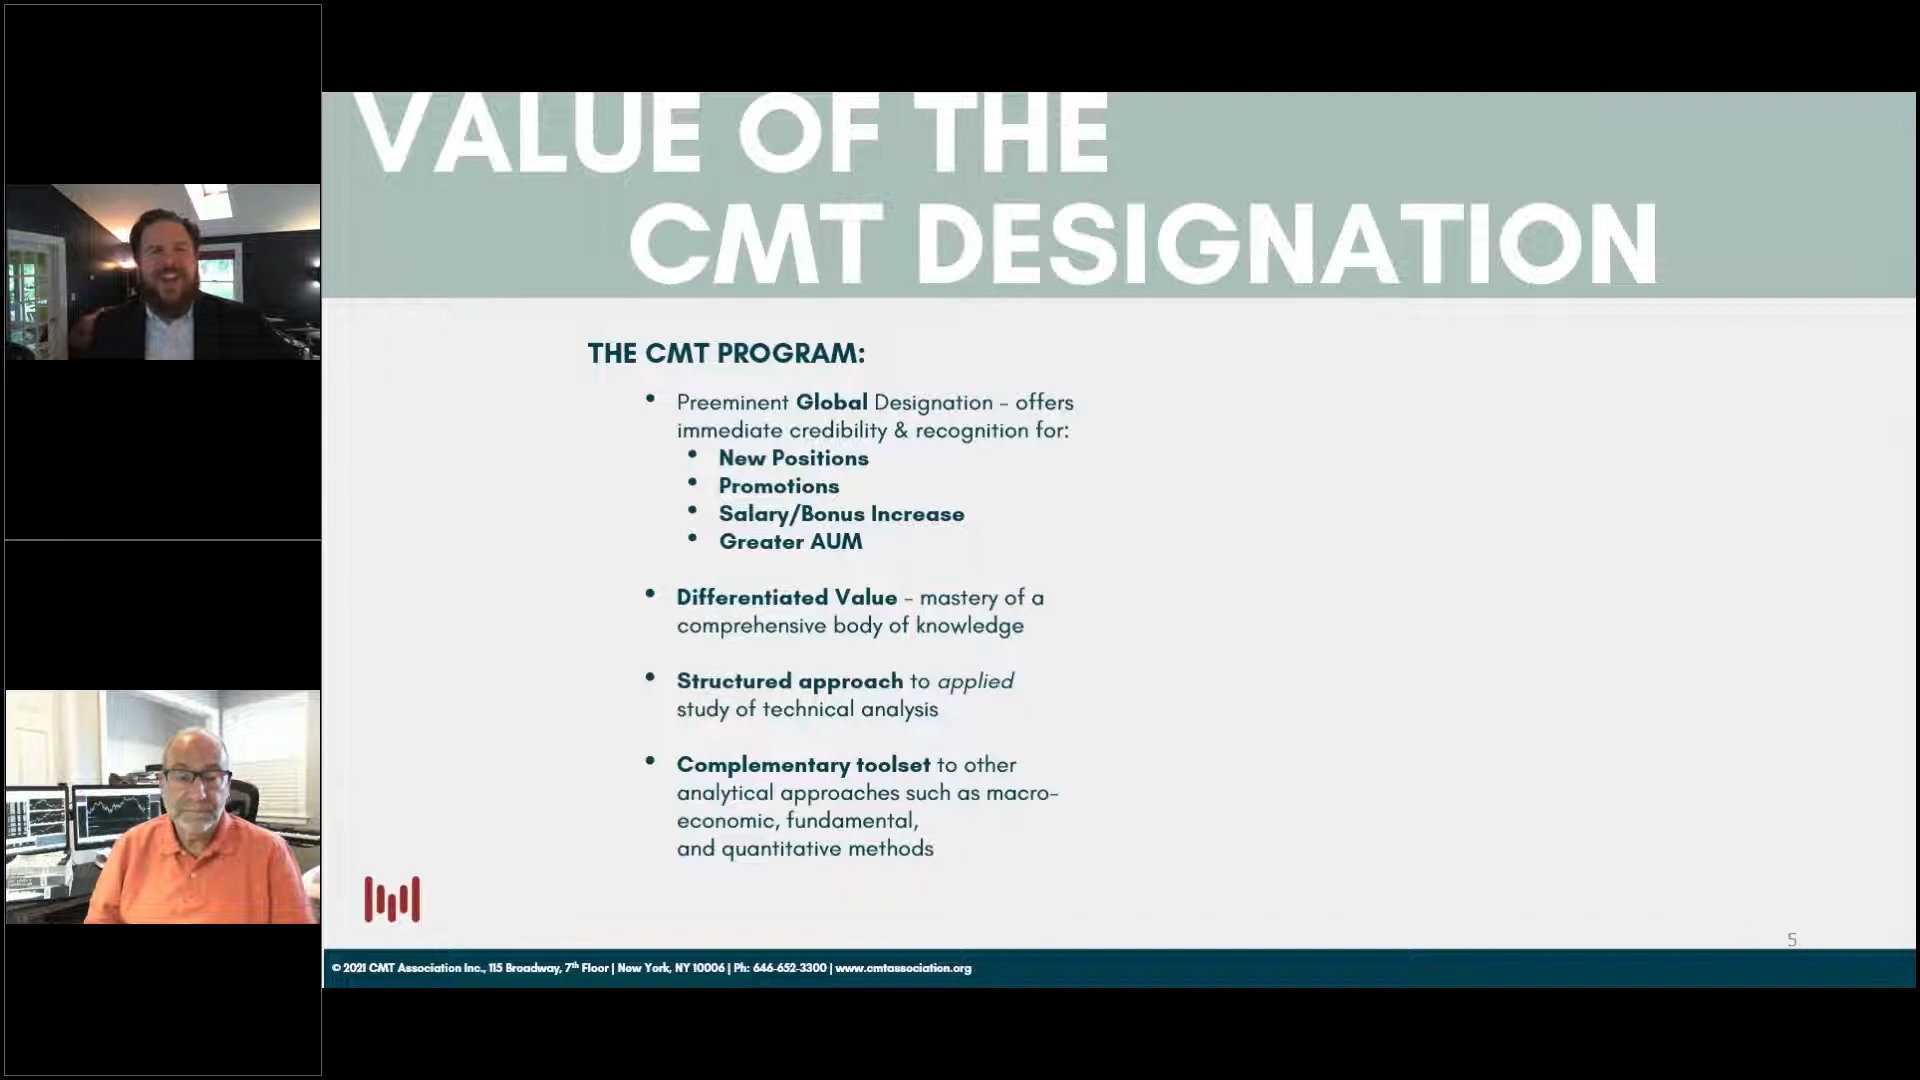 VALUE OF THE
CMT DESIGNATION
THE CMT PROGRAM:
• Preeminent Global Designation - offers
immediate credibility & recognition for:
• New Positions
• Promotions
• Salary/Bonus Increase
• Greater AUM
• Differentiated Value - mastery of a
comprehensive body of knowledge
• Structured approach to applied
study of technical analysis
• Complementary toolset to other
analytical approaches such as macro-
economic, fundamental,
and quantitative methods
5
© 2021 CMT Association Inc., 115 Broadway, 7th Floor | New York, NY 10006 | Ph: 646-652-3300 | www.cmtassociation.org